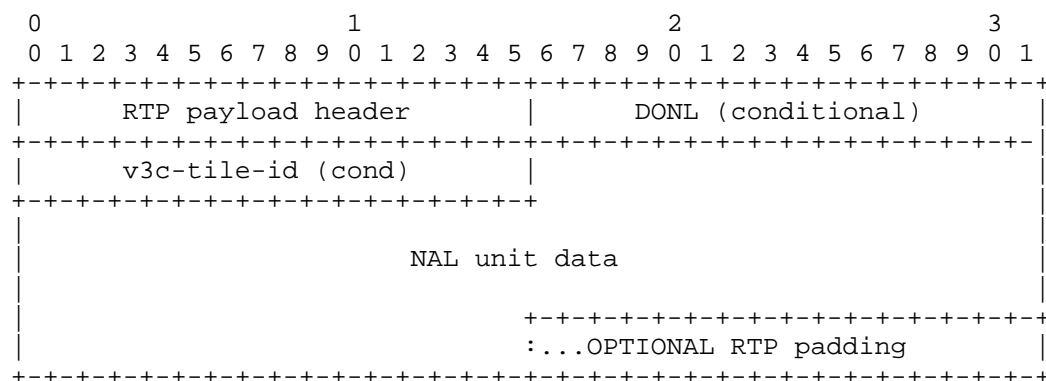 0                   1                   2                   3
 0 1 2 3 4 5 6 7 8 9 0 1 2 3 4 5 6 7 8 9 0 1 2 3 4 5 6 7 8 9 0 1
+-+-+-+-+-+-+-+-+-+-+-+-+-+-+-+-+-+-+-+-+-+-+-+-+-+-+-+-+-+-+-+-+
|      RTP payload header       |      DONL (conditional)       |
+-+-+-+-+-+-+-+-+-+-+-+-+-+-+-+-+-+-+-+-+-+-+-+-+-+-+-+-+-+-+-+-|
|      v3c-tile-id (cond)       |                               |
+-+-+-+-+-+-+-+-+-+-+-+-+-+-+-+-+                               |
|                                                               |
|                        NAL unit data                          |
|                                                               |
|                               +-+-+-+-+-+-+-+-+-+-+-+-+-+-+-+-+
|                               :...OPTIONAL RTP padding        |
+-+-+-+-+-+-+-+-+-+-+-+-+-+-+-+-+-+-+-+-+-+-+-+-+-+-+-+-+-+-+-+-+